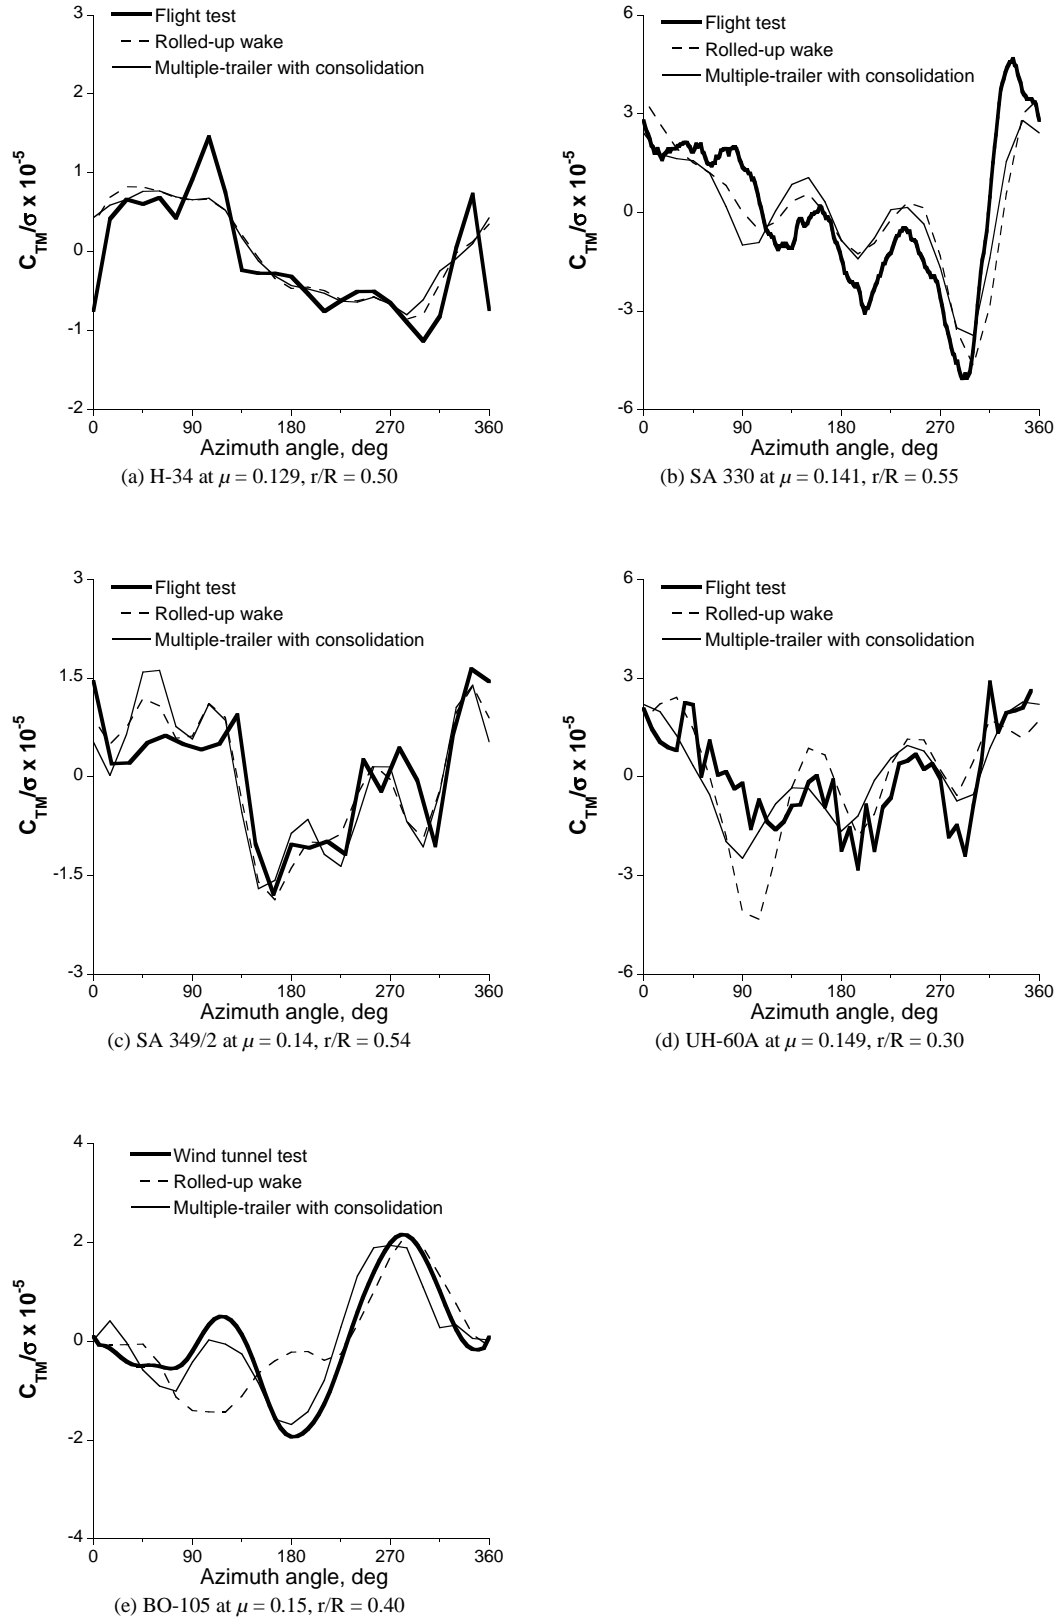 3
2
1
0
-1
-2
C_TM/σ x 10^-5
Flight test
Rolled-up wake
Multiple-trailer with consolidation
0 90 180 270 360
Azimuth angle, deg
(a) H-34 at μ = 0.129, r/R = 0.50
6
3
0
-3
-6
C_TM/σ x 10^-5
Flight test
Rolled-up wake
Multiple-trailer with consolidation
0 90 180 270 360
Azimuth angle, deg
(b) SA 330 at μ = 0.141, r/R = 0.55
3
1.5
0
-1.5
-3
C_TM/σ x 10^-5
Flight test
Rolled-up wake
Multiple-trailer with consolidation
0 90 180 270 360
Azimuth angle, deg
(c) SA 349/2 at μ = 0.14, r/R = 0.54
6
3
0
-3
-6
C_TM/σ x 10^-5
Flight test
Rolled-up wake
Multiple-trailer with consolidation
0 90 180 270 360
Azimuth angle, deg
(d) UH-60A at μ = 0.149, r/R = 0.30
4
2
0
-2
-4
C_TM/σ x 10^-5
Wind tunnel test
Rolled-up wake
Multiple-trailer with consolidation
0 90 180 270 360
Azimuth angle, deg
(e) BO-105 at μ = 0.15, r/R = 0.40